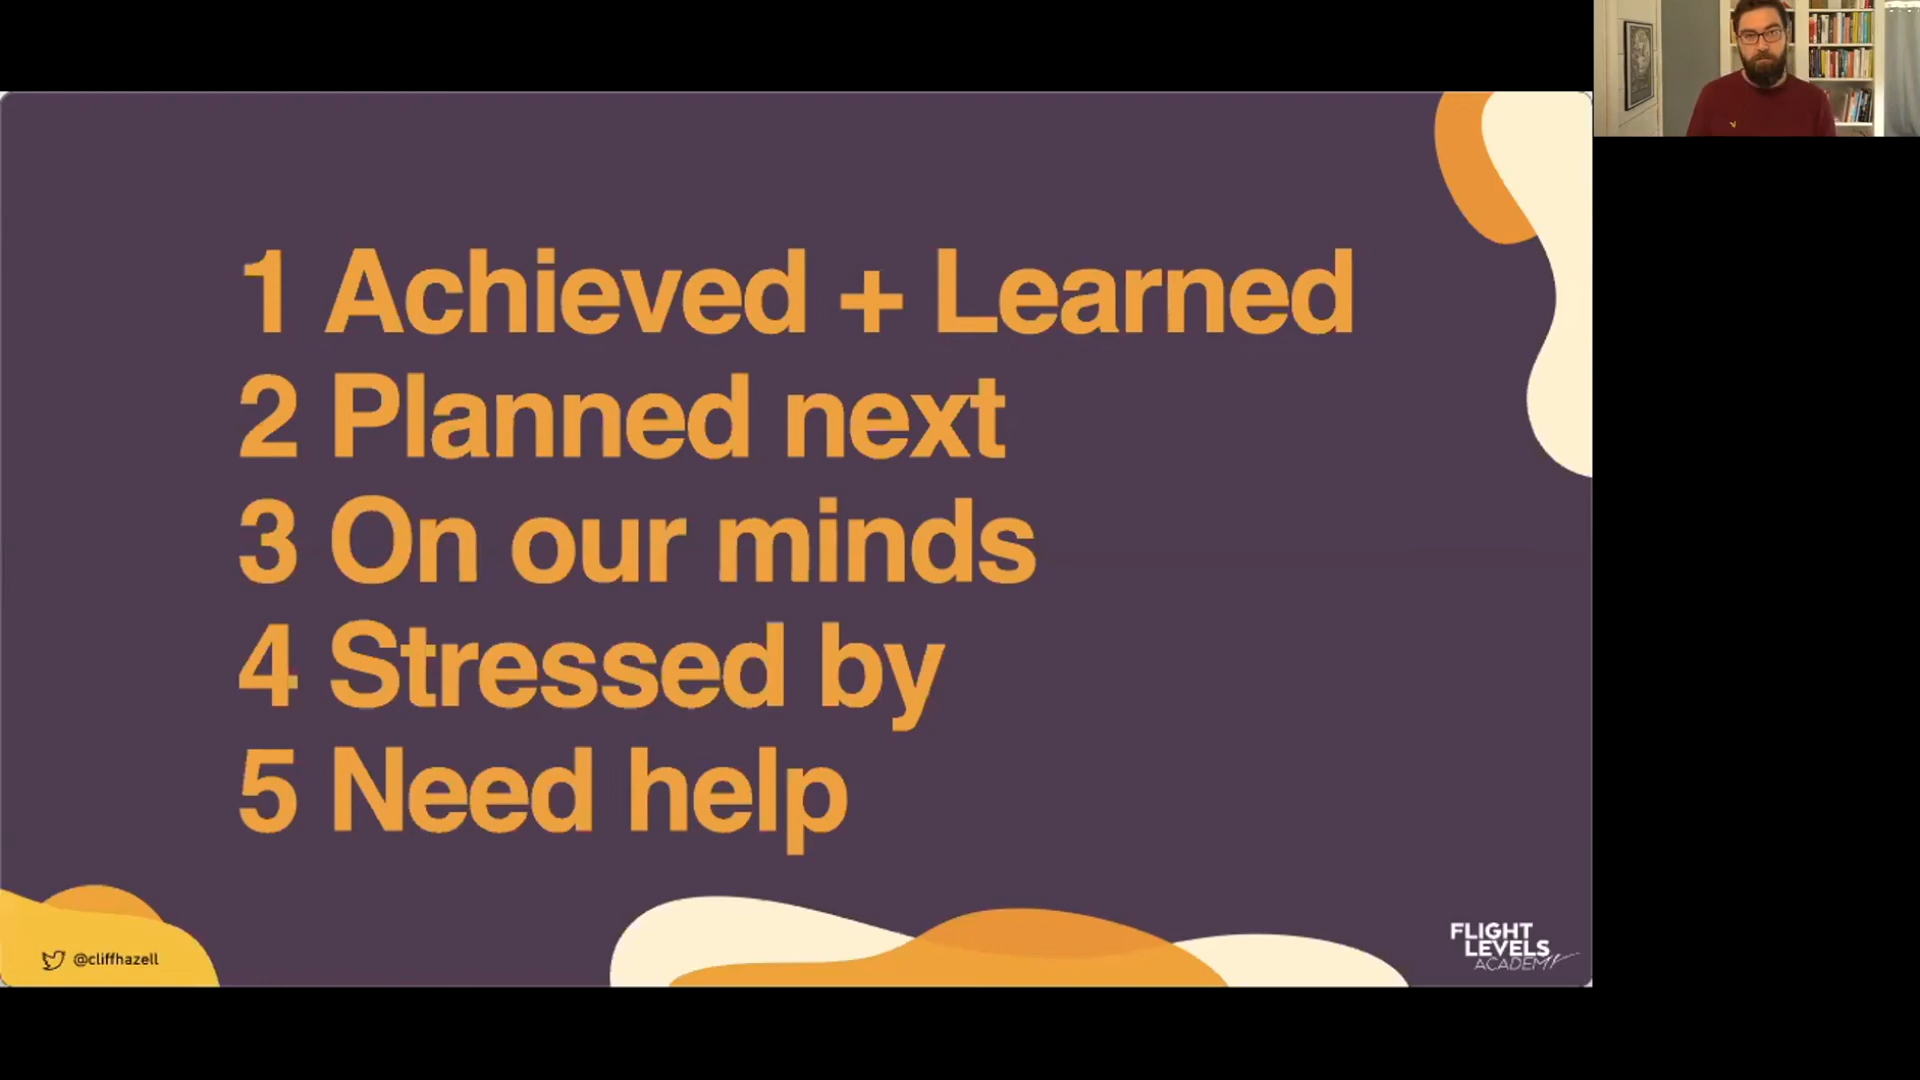 1 Achieved + Learned
2 Planned next
3 On our minds
4 Stressed by
5 Need help
@cliffhazell
FLIGHT
LEVELS
ACADEMY